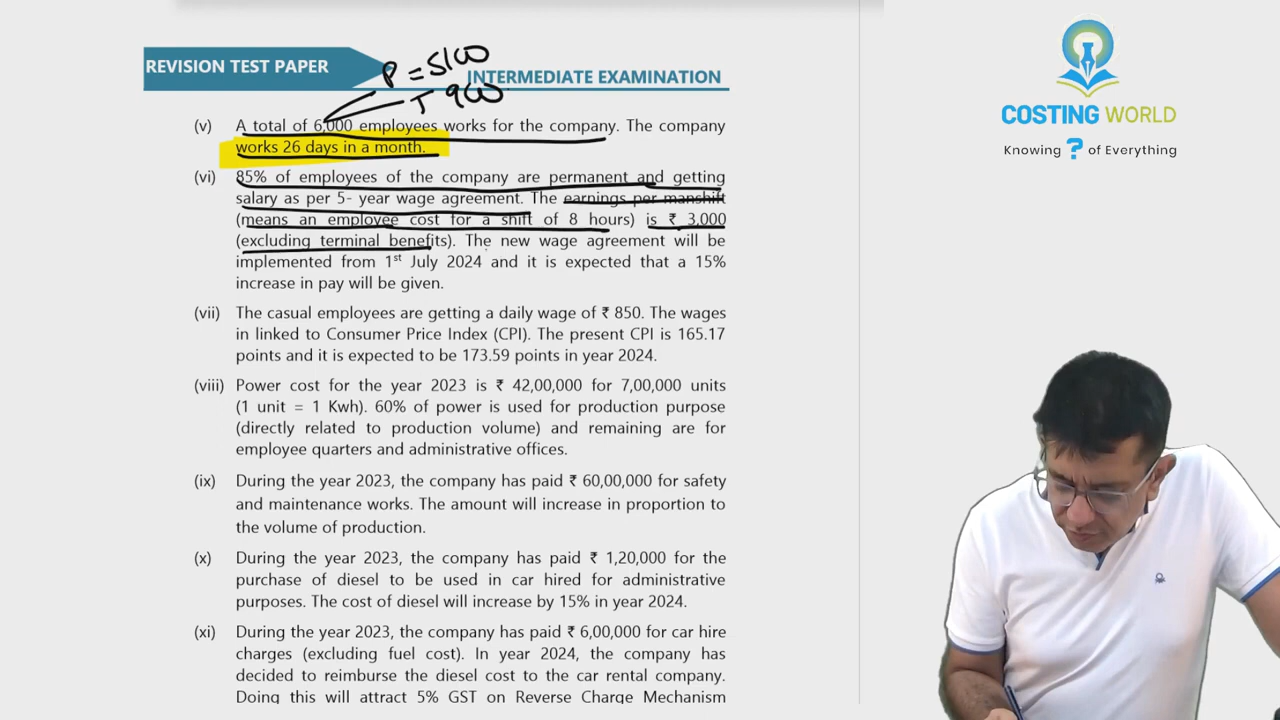 REVISION TEST PAPER
INTERMEDIATE EXAMINATION
P = 5100
T 900
(v) A total of 6,000 employees works for the company. The company
works 26 days in a month.
(vi) 85% of employees of the company are permanent and getting
salary as per 5- year wage agreement. The earnings per manshift
(means an employee cost for a shift of 8 hours) is ₹ 3,000
(excluding terminal benefits). The new wage agreement will be
implemented from 1st July 2024 and it is expected that a 15%
increase in pay will be given.
(vii) The casual employees are getting a daily wage of ₹ 850. The wages
in linked to Consumer Price Index (CPI). The present CPI is 165.17
points and it is expected to be 173.59 points in year 2024.
(viii) Power cost for the year 2023 is ₹ 42,00,000 for 7,00,000 units
(1 unit = 1 Kwh). 60% of power is used for production purpose
(directly related to production volume) and remaining are for
employee quarters and administrative offices.
(ix) During the year 2023, the company has paid ₹ 60,00,000 for safety
and maintenance works. The amount will increase in proportion to
the volume of production.
(x) During the year 2023, the company has paid ₹ 1,20,000 for the
purchase of diesel to be used in car hired for administrative
purposes. The cost of diesel will increase by 15% in year 2024.
(xi) During the year 2023, the company has paid ₹ 6,00,000 for car hire
charges (excluding fuel cost). In year 2024, the company has
decided to reimburse the diesel cost to the car rental company.
Doing this will attract 5% GST on Reverse Charge Mechanism
COSTING WORLD
Knowing ? of Everything